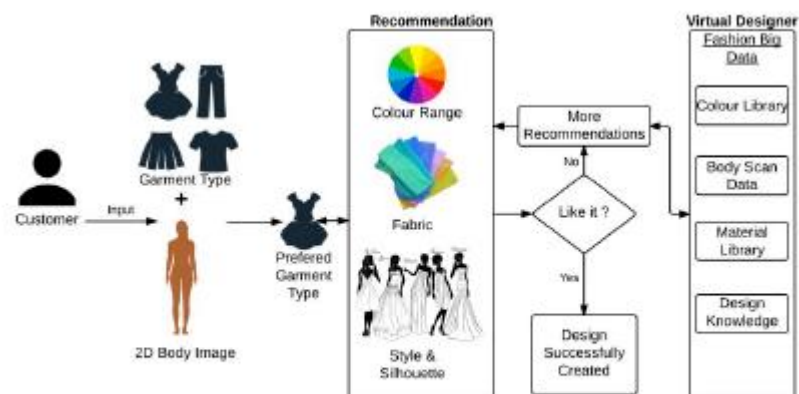 Customer
Input
Garment Type
+
2D Body Image
Prefered
Garment
Type
Recommendation
Colour Range
Fabric
Style &
Silhouette
More
Recommendations
No
Like it ?
Yes
Design
Successfully
Created
Virtual Designer
Fashion Big
Data
Colour Library
Body Scan
Data
Material
Library
Design
Knowledge